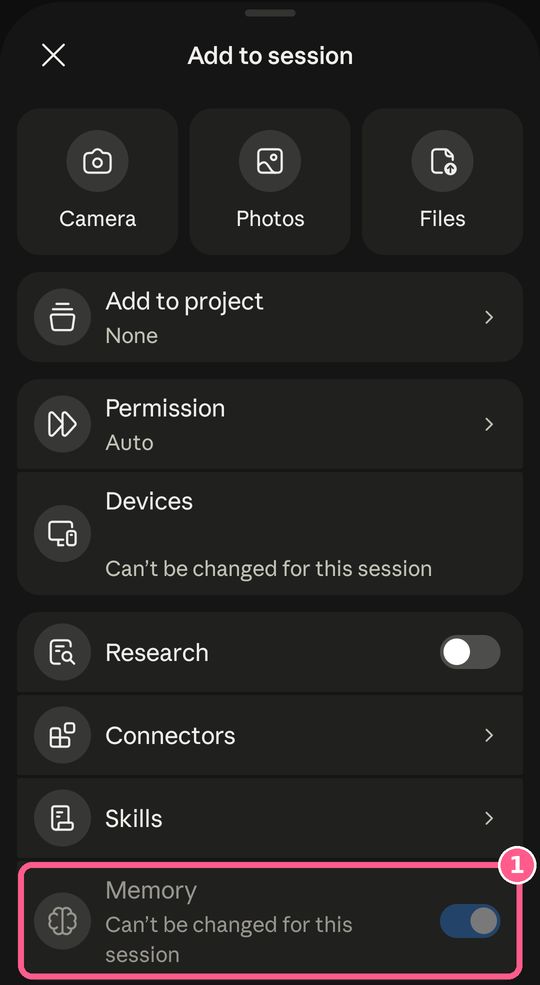 Add to session
Camera
Photos
Files
Add to project
None
Permission
Auto
Devices
Can’t be changed for this session
Research
Connectors
Skills
1
Memory
Can’t be changed for this
session